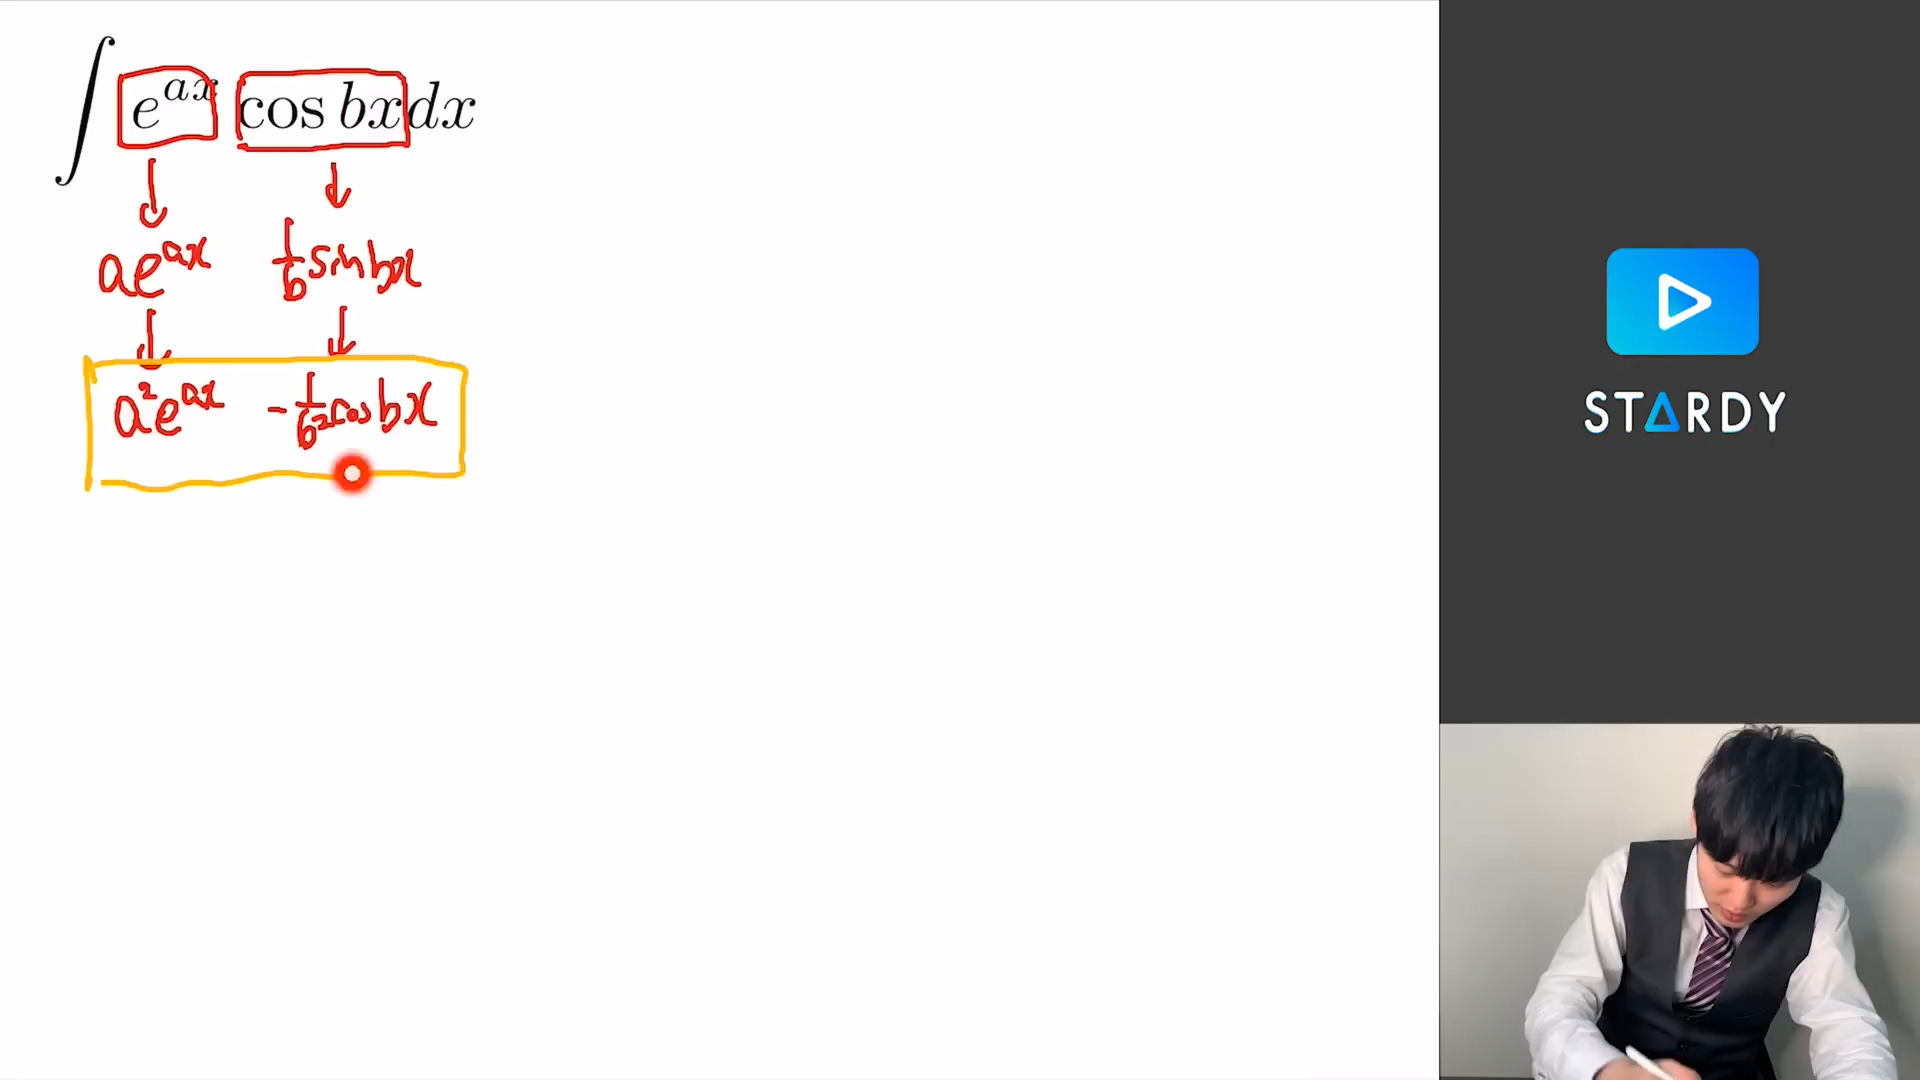 ∫ e^{ax} cos bx dx
↓ ↓
ae^{ax} 1/b sin bx
↓ ↓
a²e^{ax} -1/b² cos bx
STARDY